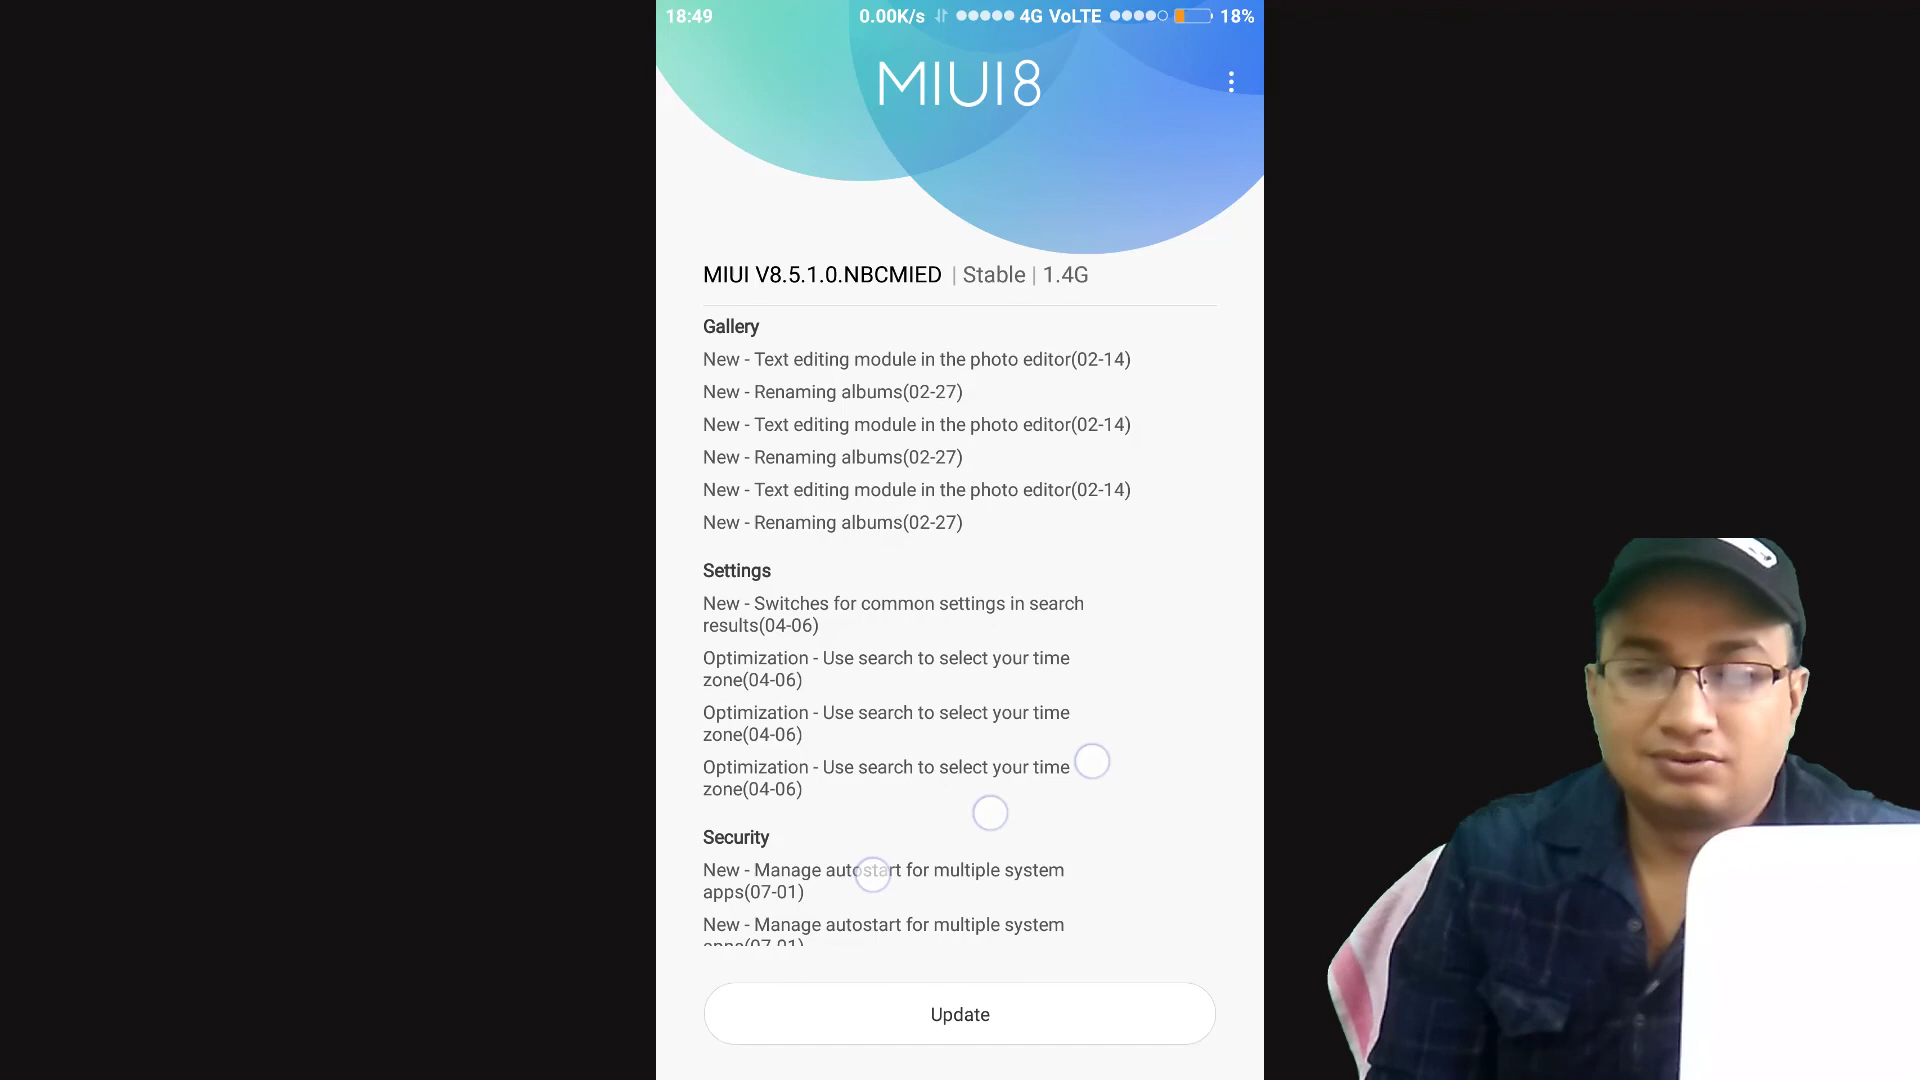 18:49 0.00K/s 4G VoLTE 18%
MIUI 8
MIUI V8.5.1.0.NBCMIED | Stable | 1.4G
Gallery
New - Text editing module in the photo editor(02-14)
New - Renaming albums(02-27)
New - Text editing module in the photo editor(02-14)
New - Renaming albums(02-27)
New - Text editing module in the photo editor(02-14)
New - Renaming albums(02-27)
Settings
New - Switches for common settings in search
results(04-06)
Optimization - Use search to select your time
zone(04-06)
Optimization - Use search to select your time
zone(04-06)
Optimization - Use search to select your time
zone(04-06)
Security
New - Manage autostart for multiple system
apps(07-01)
New - Manage autostart for multiple system
apps(07-01)
Update